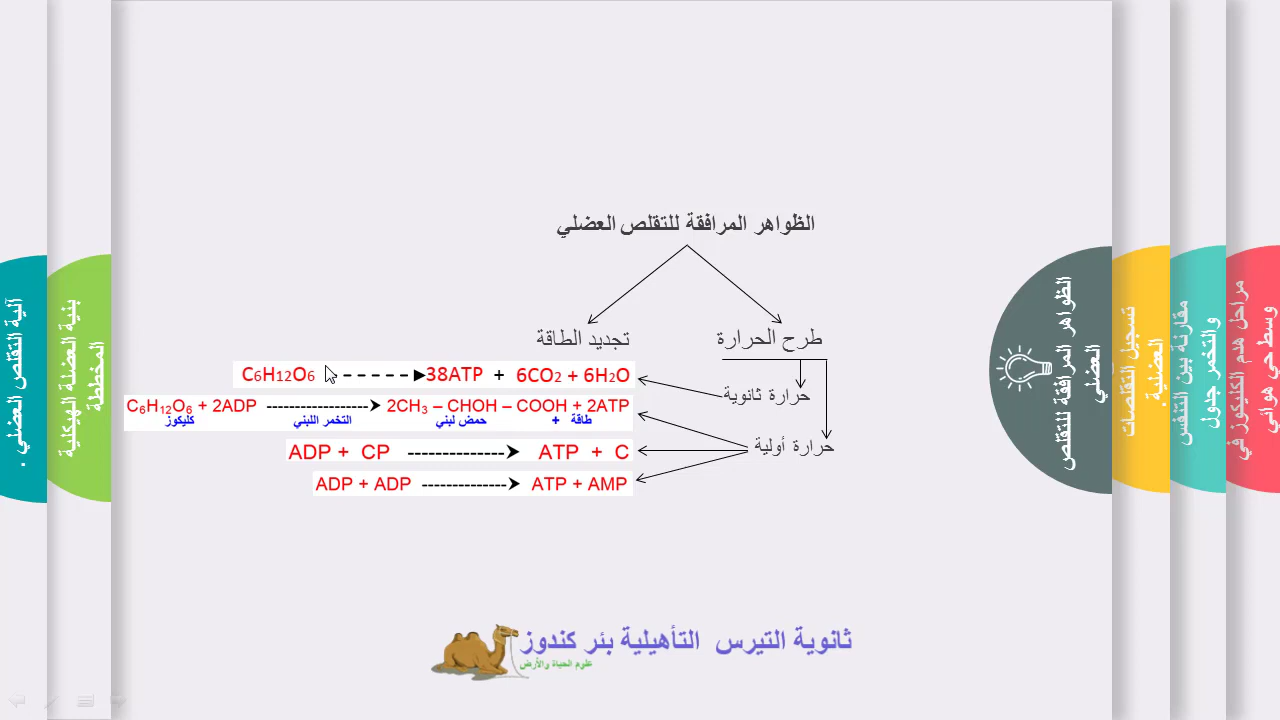 الظواهر المرافقة للتقلص العضلي
طرح الحرارة
تجديد الطاقة
C₆H₁₂O₆ - - - - - -► 38ATP + 6CO₂ + 6H₂O
حرارة ثانوية
C₆H₁₂O₆ + 2ADP ------------------➤ 2CH₃ – CHOH – COOH + 2ATP
كليكوز التخمر اللبني حمض لبني + طاقة
حرارة أولية
ADP + CP --------------➤ ATP + C
ADP + ADP --------------➤ ATP + AMP
وسط حي هوائي
مراحل هدم الكليكوز في
مقارنة بين التنفس
والتخمر جدول
تسجيل التقلصات
العضلية .
الظواهر المرافقة للتقلص
العضلي
بنية العضلة الهيكلية
المخططة
آلية التقلص العضلي .
ثانوية التيرس التأهيلية بئر كندوز
علوم الحياة والأرض